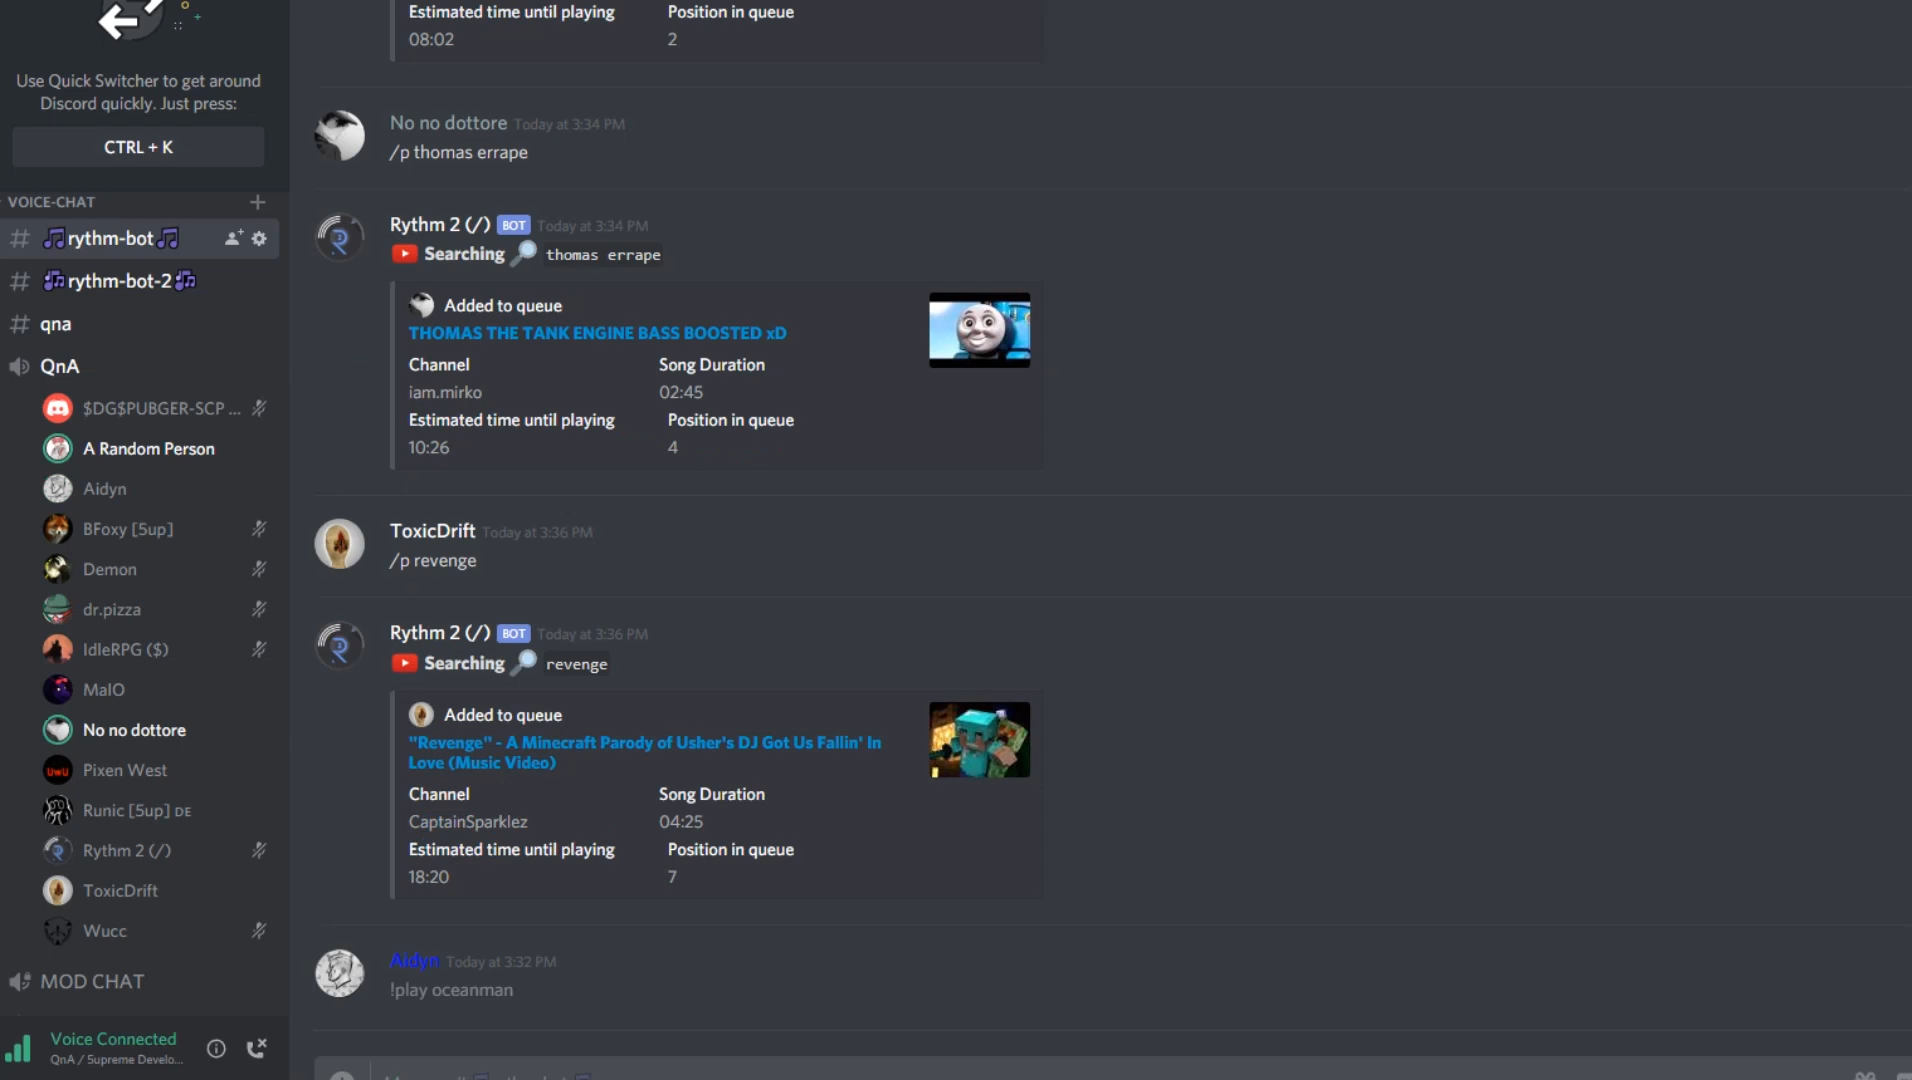 Use Quick Switcher to get around
Discord quickly. Just press:
CTRL + K
VOICE-CHAT
rythm-bot
rythm-bot-2
qna
QnA
$DG$PUBGER-SCP ...
A Random Person
Aidyn
BFoxy [5up]
Demon
dr.pizza
IdleRPG ($)
MalO
No no dottore
UwU Pixen West
Runic [5up] DE
Rythm 2 (/)
ToxicDrift
Wucc
MOD CHAT
Voice Connected
QnA / 5upreme Develo...
Estimated time until playing Position in queue
08:02 2
No no dottore Today at 3:34 PM
/p thomas errape
Rythm 2 (/) BOT Today at 3:34 PM
Searching thomas errape
Added to queue
THOMAS THE TANK ENGINE BASS BOOSTED xD
Channel Song Duration
iam.mirko 02:45
Estimated time until playing Position in queue
10:26 4
ToxicDrift Today at 3:36 PM
/p revenge
Rythm 2 (/) BOT Today at 3:36 PM
Searching revenge
Added to queue
"Revenge" - A Minecraft Parody of Usher's DJ Got Us Fallin' In
Love (Music Video)
Channel Song Duration
CaptainSparklez 04:25
Estimated time until playing Position in queue
18:20 7
Aidyn Today at 3:32 PM
!play oceanman